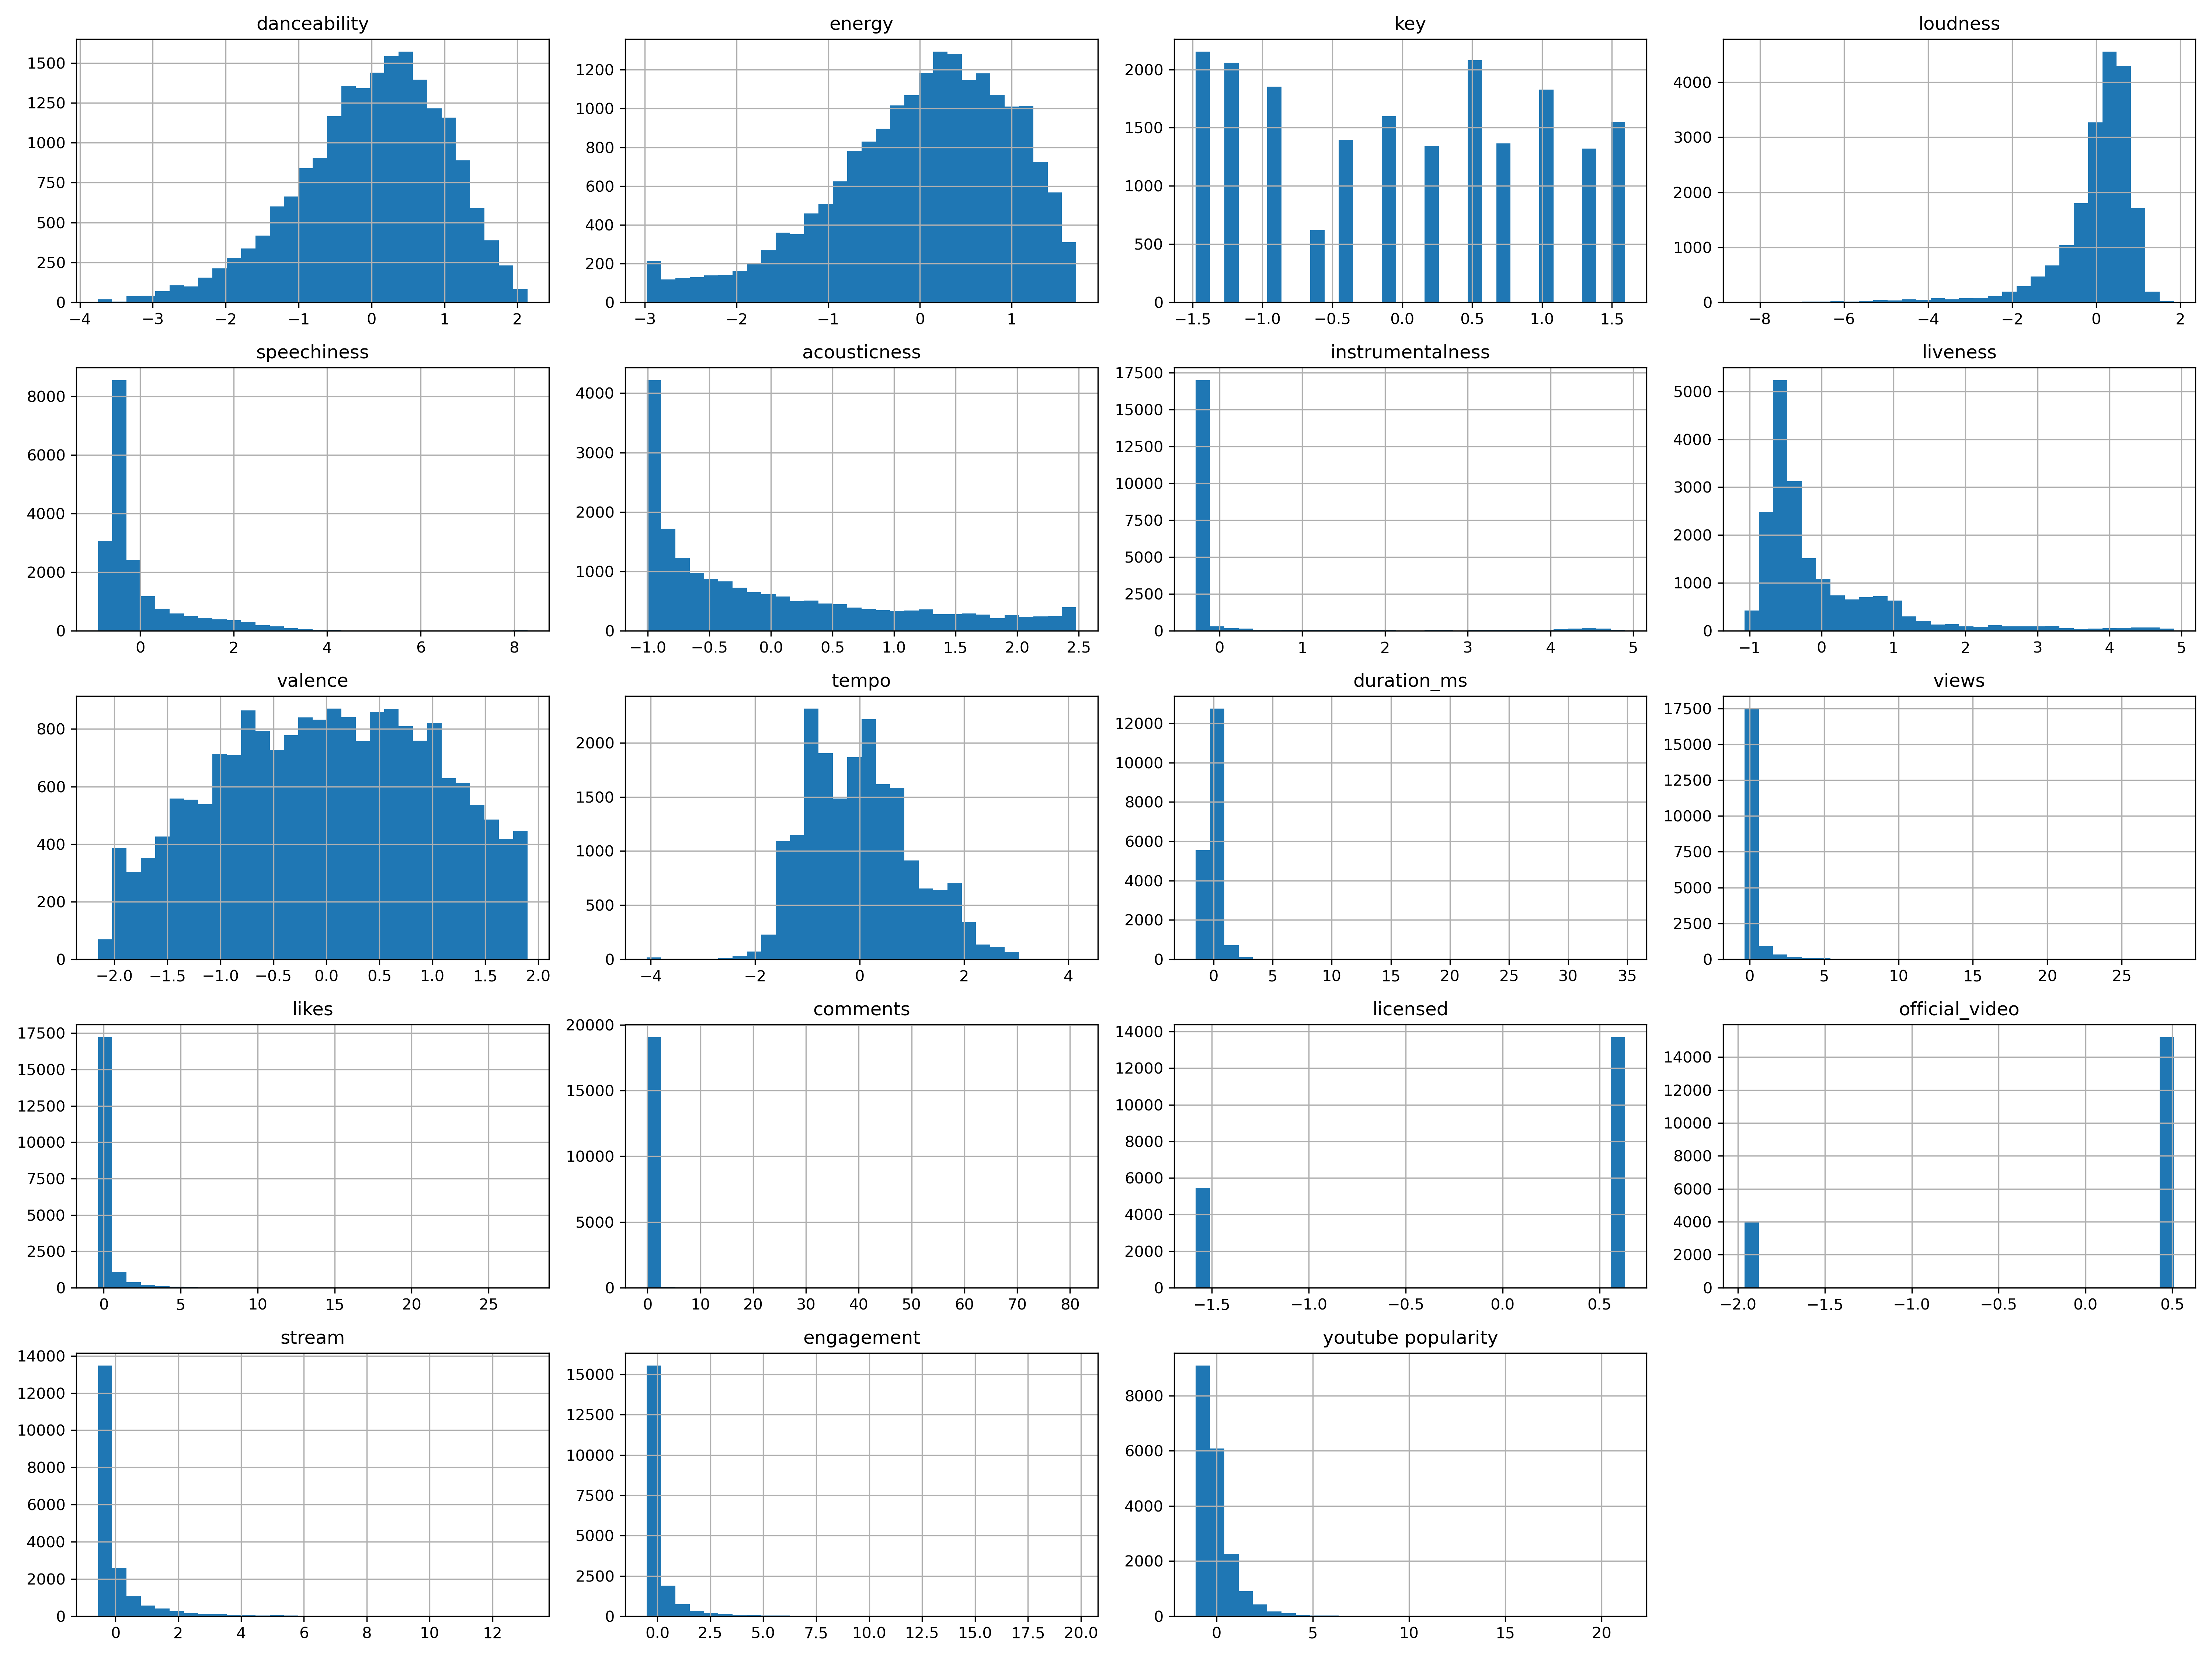 danceability energy key loudness
1500 1250 1000 750 500 250 0
−4 −3 −2 −1 0 1 2
1200 1000 800 600 400 200 0
−3 −2 −1 0 1
2000 1500 1000 500 0
−1.5 −1.0 −0.5 0.0 0.5 1.0 1.5
4000 3000 2000 1000 0
−8 −6 −4 −2 0 2
speechiness acousticness instrumentalness liveness
8000 6000 4000 2000 0
0 2 4 6 8
4000 3000 2000 1000 0
−1.0 −0.5 0.0 0.5 1.0 1.5 2.0 2.5
17500 15000 12500 10000 7500 5000 2500 0
0 1 2 3 4 5
5000 4000 3000 2000 1000 0
−1 0 1 2 3 4 5
valence tempo duration_ms views
800 600 400 200 0
−2.0 −1.5 −1.0 −0.5 0.0 0.5 1.0 1.5 2.0
2000 1500 1000 500 0
−4 −2 0 2 4
12000 10000 8000 6000 4000 2000 0
0 5 10 15 20 25 30 35
17500 15000 12500 10000 7500 5000 2500 0
0 5 10 15 20 25
likes comments licensed official_video
17500 15000 12500 10000 7500 5000 2500 0
0 5 10 15 20 25
20000 15000 10000 5000 0
0 10 20 30 40 50 60 70 80
14000 12000 10000 8000 6000 4000 2000 0
−1.5 −1.0 −0.5 0.0 0.5
14000 12000 10000 8000 6000 4000 2000 0
−2.0 −1.5 −1.0 −0.5 0.0 0.5
stream engagement youtube popularity
14000 12000 10000 8000 6000 4000 2000 0
0 2 4 6 8 10 12
15000 12500 10000 7500 5000 2500 0
0.0 2.5 5.0 7.5 10.0 12.5 15.0 17.5 20.0
8000 6000 4000 2000 0
0 5 10 15 20